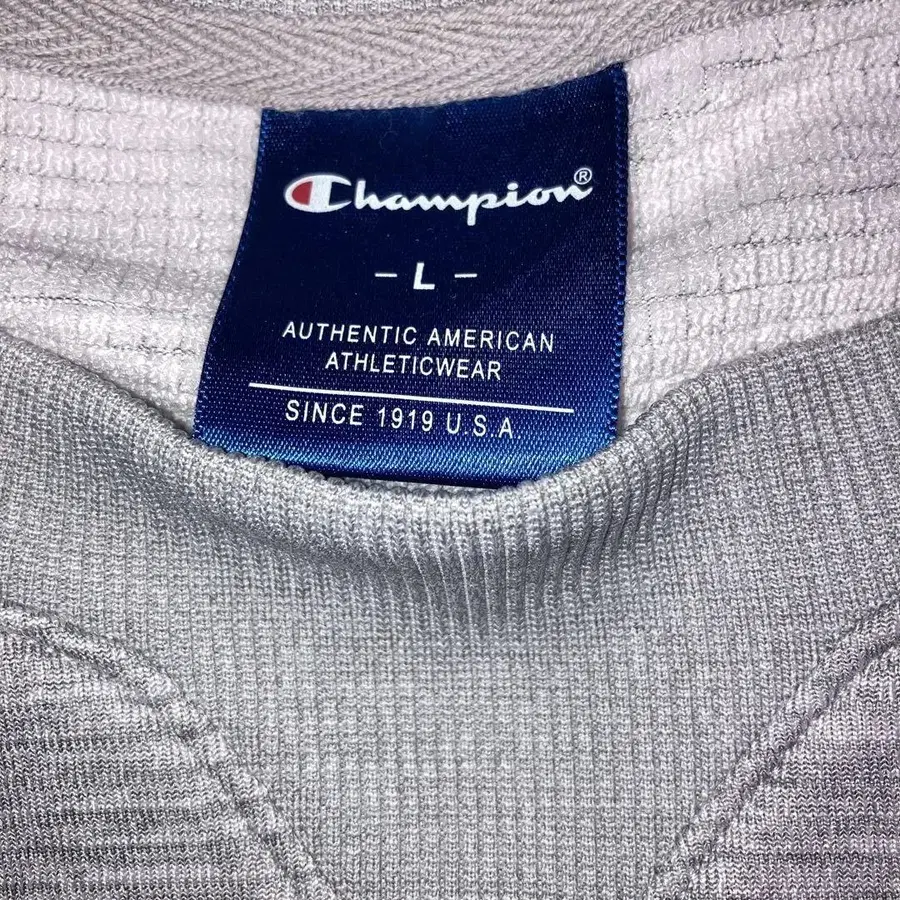 Champion®
- L -
AUTHENTIC AMERICAN
ATHLETICWEAR
SINCE 1919 U.S.A.